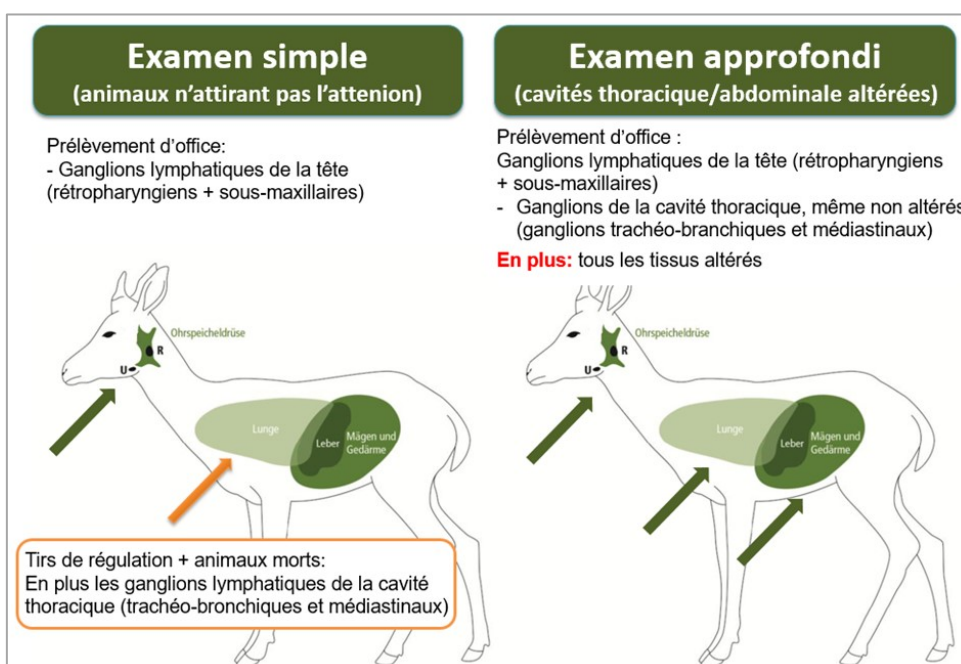 Examen simple
(animaux n'attirant pas l'attenion)
Prélèvement d'office:
- Ganglions lymphatiques de la tête
(rétropharyngiens + sous-maxillaires)
Ohrspeicheldrüse
R
U
Lunge
Leber
Mägen und
Gedärme
Tirs de régulation + animaux morts:
En plus les ganglions lymphatiques de la cavité
thoracique (trachéo-bronchiques et médiastinaux)
Examen approfondi
(cavités thoracique/abdominale altérées)
Prélèvement d'office :
Ganglions lymphatiques de la tête (rétropharyngiens
+ sous-maxillaires)
- Ganglions de la cavité thoracique, même non altérés
(ganglions trachéo-branchiques et médiastinaux)
En plus: tous les tissus altérés
Ohrspeicheldrüse
R
U
Lunge
Leber
Mägen und
Gedärme